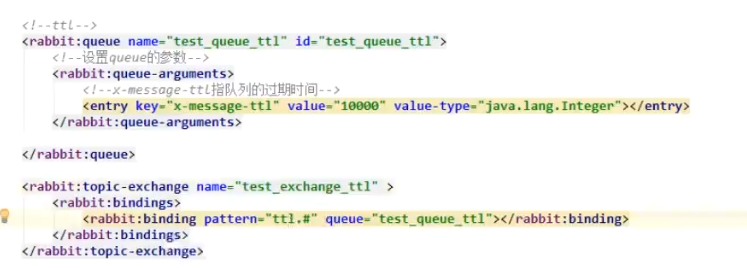 <!--ttl-->
<rabbit:queue name="test_queue_ttl" id="test_queue_ttl">
<!--设置queue的参数-->
<rabbit:queue-arguments>
<!--x-message-ttl指队列的过期时间-->
<entry key="x-message-ttl" value="10000" value-type="java.lang.Integer"></entry>
</rabbit:queue-arguments>
</rabbit:queue>
<rabbit:topic-exchange name="test_exchange_ttl" >
<rabbit:bindings>
<rabbit:binding pattern="ttl.#" queue="test_queue_ttl"></rabbit:binding>
</rabbit:bindings>
</rabbit:topic-exchange>